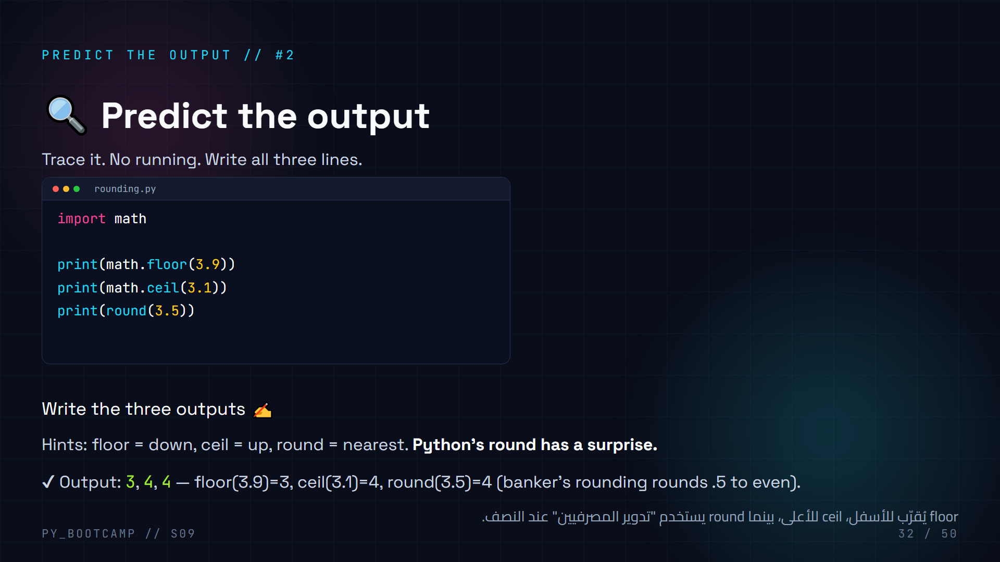 PREDICT THE OUTPUT // #2
🔍 Predict the output
Trace it. No running. Write all three lines.
rounding.py
import math
print(math.floor(3.9))
print(math.ceil(3.1))
print(round(3.5))
Write the three outputs ✍️
Hints: floor = down, ceil = up, round = nearest. Python's round has a surprise.
✓ Output: 3, 4, 4 — floor(3.9)=3, ceil(3.1)=4, round(3.5)=4 (banker's rounding rounds .5 to even).
floor يُقرّب للأسفل، ceil للأعلى، بينما round يستخدم "تدوير المصرفيين" عند النصف.
PY_BOOTCAMP // S09
32 / 50